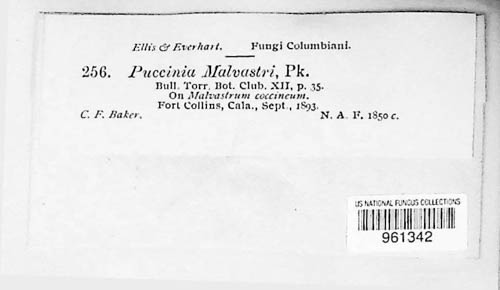 Ellis & Everhart. Fungi Columbiani.
256. Puccinia Malvastri, Pk.
Bull. Torr. Bot. Club. XII, p. 35.
On Malvastrum coccineum.
Fort Collins, Cala., Sept., 1893.
C. F. Baker. N. A. F. 1850 c.
US NATIONAL FUNGUS COLLECTIONS
961342